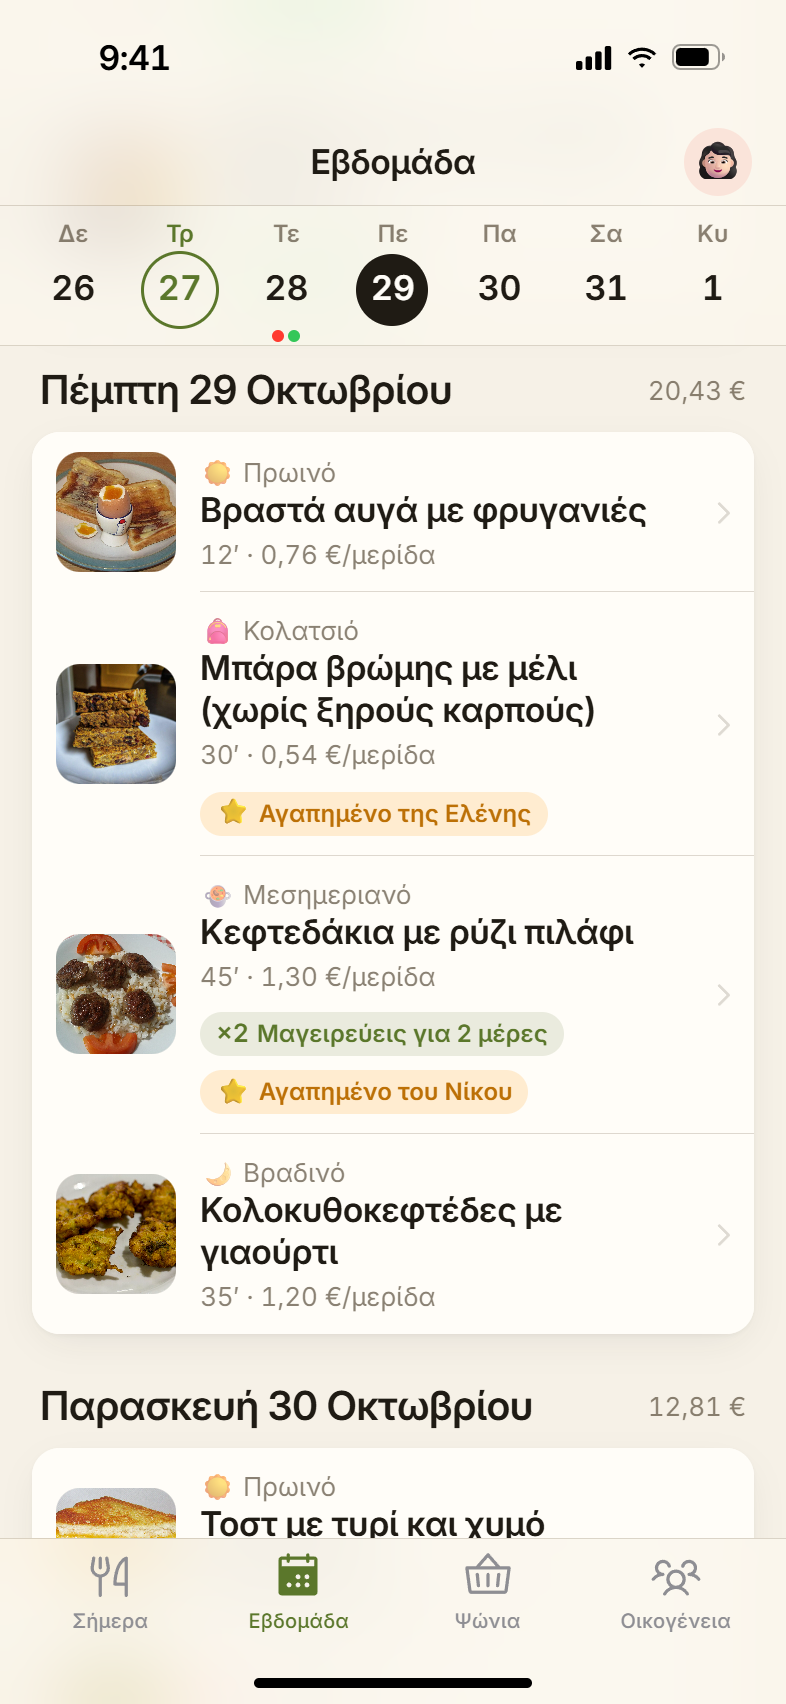 9:41
Εβδομάδα
Δε Τρ Τε Πε Πα Σα Κυ
26 27 28 29 30 31 1
Πέμπτη 29 Οκτωβρίου 20,43 €
Πρωινό
Βραστά αυγά με φρυγανιές
12′ · 0,76 €/μερίδα
Κολατσιό
Μπάρα βρώμης με μέλι
(χωρίς ξηρούς καρπούς)
30′ · 0,54 €/μερίδα
Αγαπημένο της Ελένης
Μεσημεριανό
Κεφτεδάκια με ρύζι πιλάφι
45′ · 1,30 €/μερίδα
×2 Μαγειρεύεις για 2 μέρες
Αγαπημένο του Νίκου
Βραδινό
Κολοκυθοκεφτέδες με
γιαούρτι
35′ · 1,20 €/μερίδα
Παρασκευή 30 Οκτωβρίου 12,81 €
Πρωινό
Τοστ με τυρί και χυμό
Σήμερα Εβδομάδα Ψώνια Οικογένεια